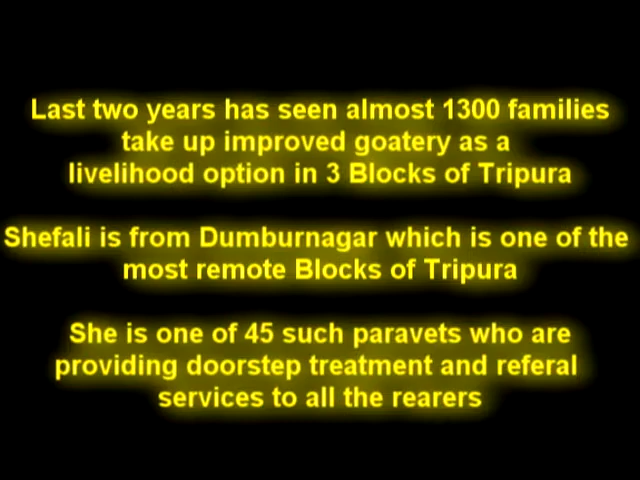 Last two years has seen almost 1300 families
take up improved goatery as a
livelihood option in 3 Blocks of Tripura
Shefali is from Dumburnagar which is one of the
most remote Blocks of Tripura
She is one of 45 such paravets who are
providing doorstep treatment and referal
services to all the rearers